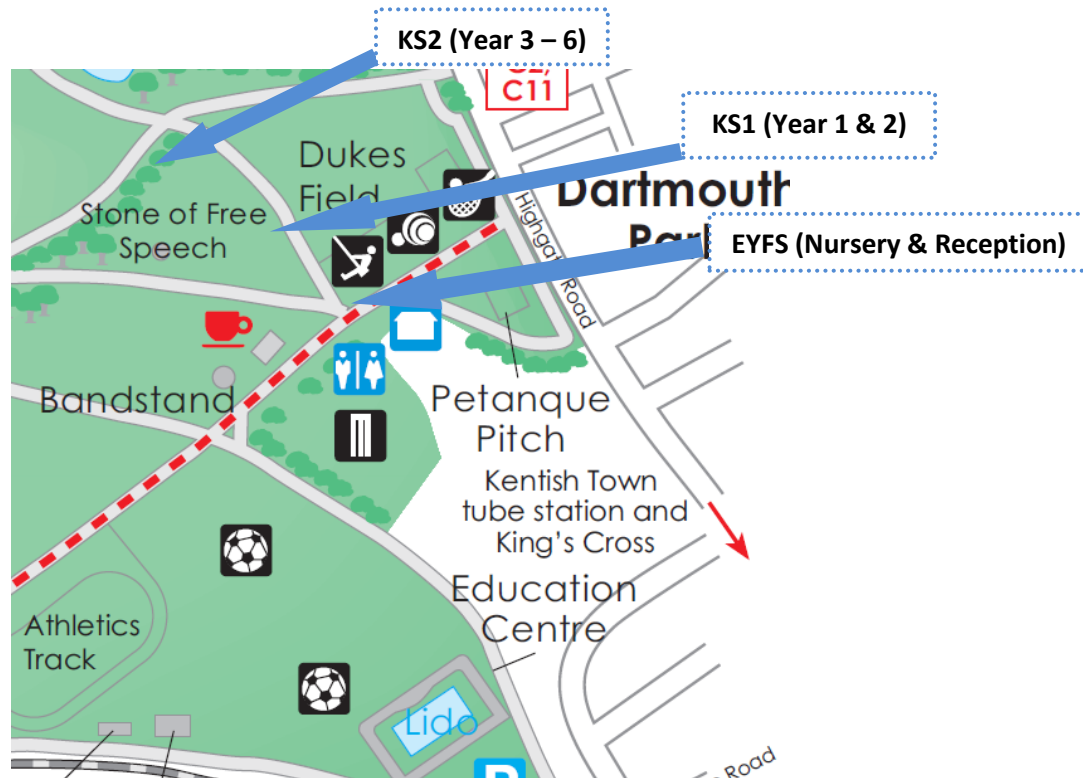 KS2 (Year 3 – 6)
C11
KS1 (Year 1 & 2)
Dukes
Field
Dartmouth
Stone of Free
Speech
Highgate Road
EYFS (Nursery & Reception)
Bandstand
Petanque
Pitch
Kentish Town
tube station and
King's Cross
Education
Centre
Athletics
Track
Lido
P
Road